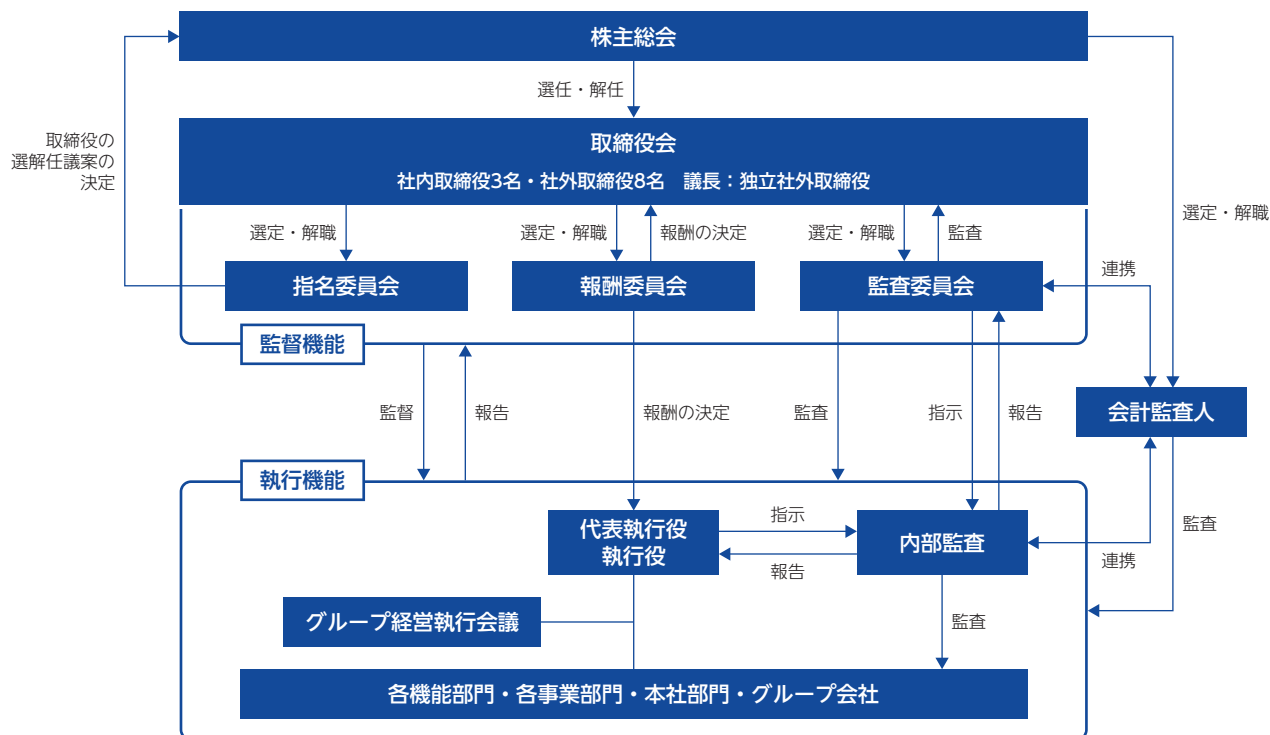 株主総会
選任・解任
取締役の
選解任議案の
決定
取締役会
社内取締役3名・社外取締役8名　議長：独立社外取締役
選定・解職
選定・解職
報酬の決定
選定・解職
監査
選定・解職
指名委員会
報酬委員会
監査委員会
連携
監督機能
監督
報告
報酬の決定
監査
指示
報告
会計監査人
執行機能
代表執行役
執行役
指示
報告
内部監査
連携
監査
グループ経営執行会議
監査
各機能部門・各事業部門・本社部門・グループ会社